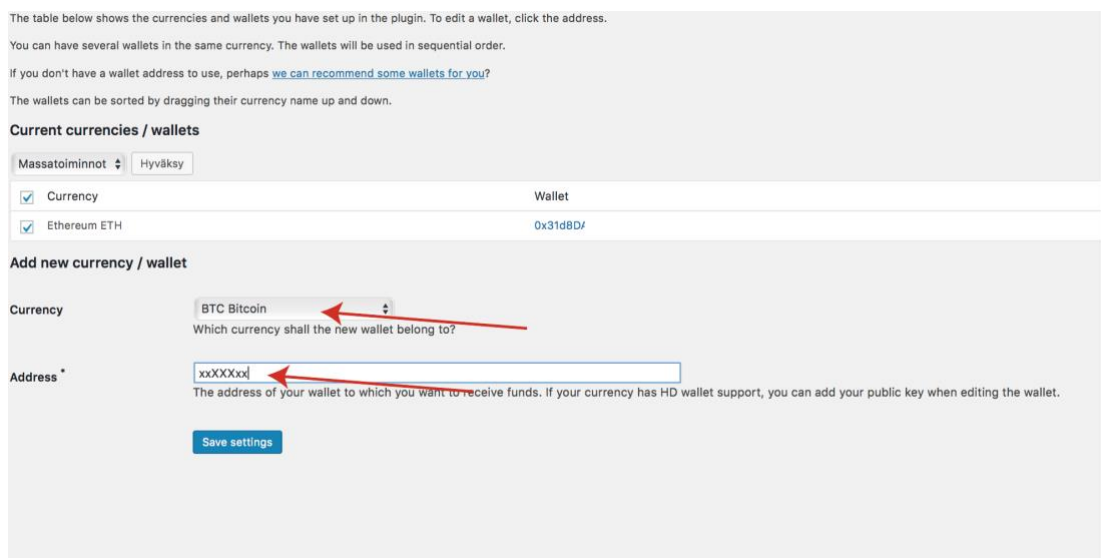 The table below shows the currencies and wallets you have set up in the plugin. To edit a wallet, click the address.
You can have several wallets in the same currency. The wallets will be used in sequential order.
If you don't have a wallet address to use, perhaps we can recommend some wallets for you?
The wallets can be sorted by dragging their currency name up and down.
Current currencies / wallets
Massatoiminnot Hyväksy
Currency Wallet
Ethereum ETH 0x31d8D
Add new currency / wallet
Currency BTC Bitcoin
Which currency shall the new wallet belong to?
Address * xxXXXxx
The address of your wallet to which you want to receive funds. If your currency has HD wallet support, you can add your public key when editing the wallet.
Save settings